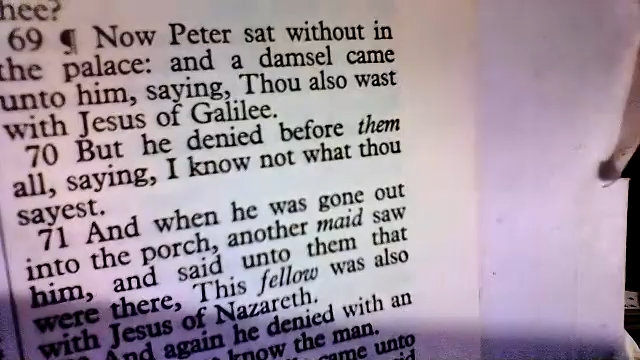 hee?
69 ¶ Now Peter sat without in
the palace: and a damsel came
unto him, saying, Thou also wast
with Jesus of Galilee.
70 But he denied before them
all, saying, I know not what thou
sayest.
71 And when he was gone out
into the porch, another maid saw
him, and said unto them that
were there, This fellow was also
with Jesus of Nazareth.
And again he denied with an
know the man.
came unto